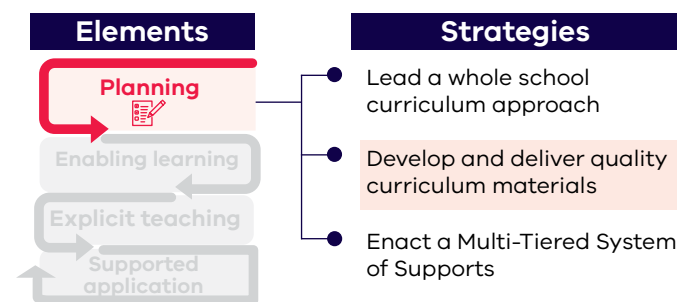 Elements
Strategies
Planning
Enabling learning
Explicit teaching
Supported
application
Lead a whole school
curriculum approach
Develop and deliver quality
curriculum materials
Enact a Multi-Tiered System
of Supports